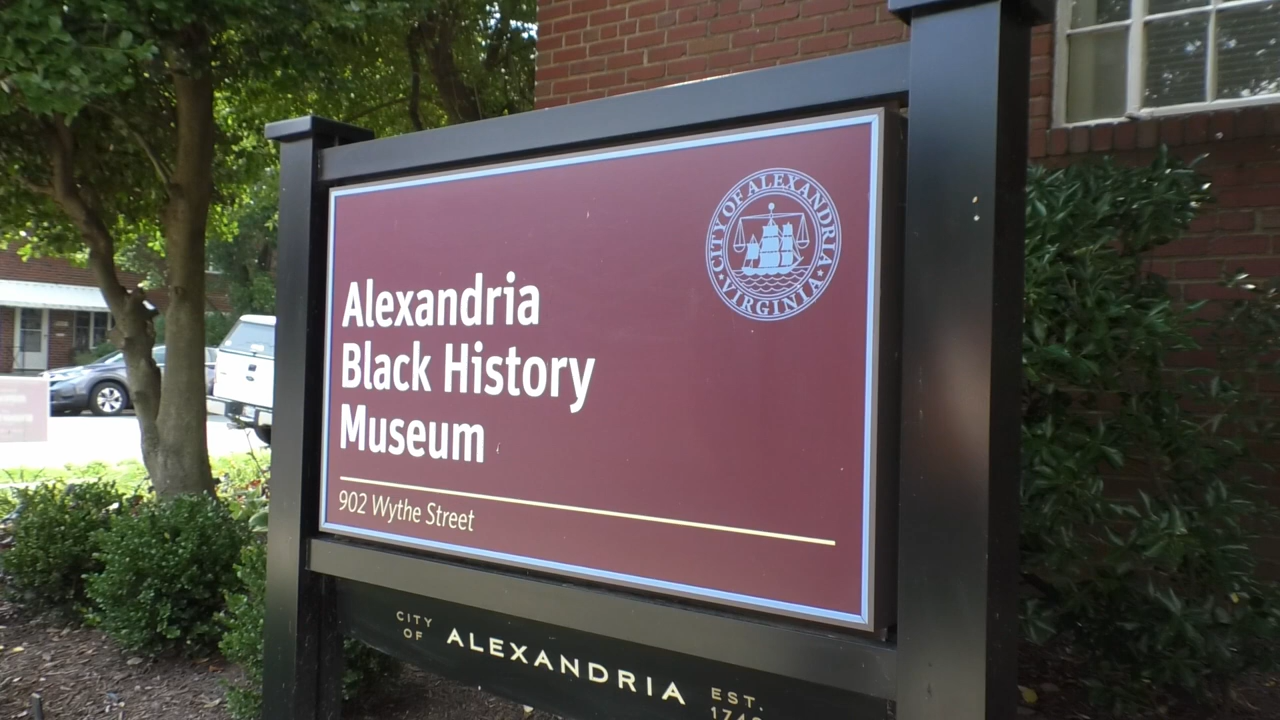 CITY OF ALEXANDRIA
VIRGINIA
Alexandria
Black History
Museum
902 Wythe Street
CITY
OF
ALEXANDRIA
EST.